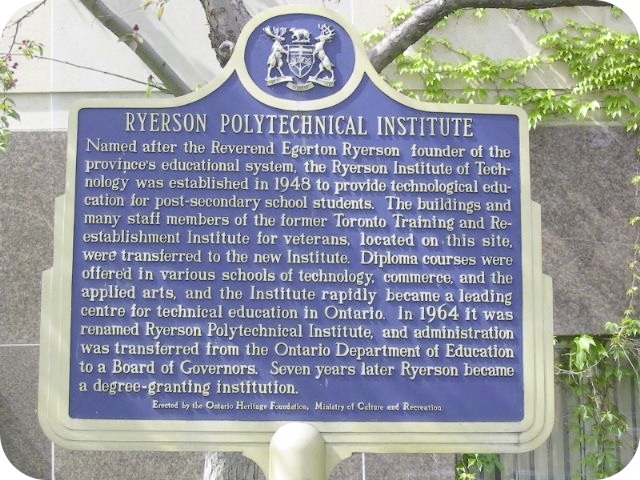 RYERSON POLYTECHNICAL INSTITUTE
Named after the Reverend Egerton Ryerson founder of the
province's educational system, the Ryerson Institute of Tech-
nology was established in 1948 to provide technological edu-
cation for post-secondary school students. The buildings and
many staff members of the former Toronto Training and Re-
establishment Institute for veterans, located on this site,
were transferred to the new Institute. Diploma courses were
offered in various schools of technology, commerce, and the
applied arts, and the Institute rapidly became a leading
centre for technical education in Ontario. In 1964 it was
renamed Ryerson Polytechnical Institute, and administration
was transferred from the Ontario Department of Education
to a Board of Governors. Seven years later Ryerson became
a degree-granting institution.
Erected by the Ontario Heritage Foundation, Ministry of Culture and Recreation